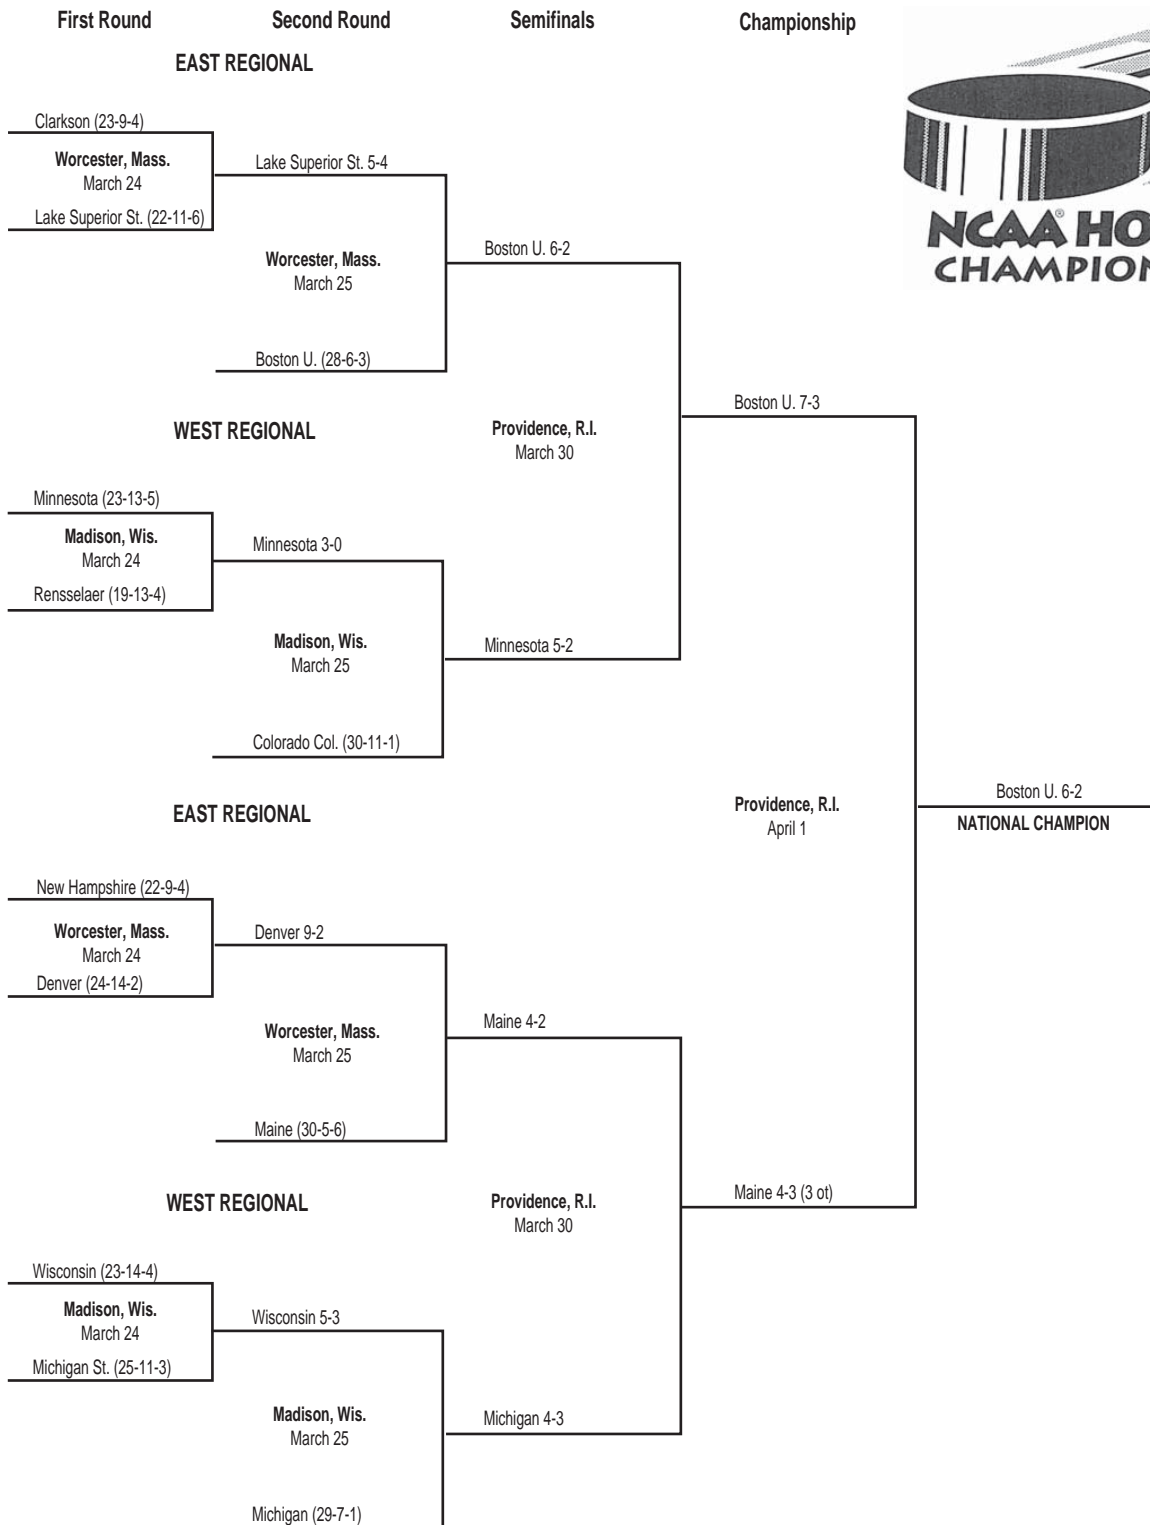 First Round
Second Round
Semifinals
Championship
EAST REGIONAL
Clarkson (23-9-4)
Worcester, Mass.
March 24
Lake Superior St. (22-11-6)
Lake Superior St. 5-4
Worcester, Mass.
March 25
Boston U. (28-6-3)
Boston U. 6-2
NCAA® HO
CHAMPION
WEST REGIONAL
Minnesota (23-13-5)
Madison, Wis.
March 24
Rensselaer (19-13-4)
Minnesota 3-0
Madison, Wis.
March 25
Colorado Col. (30-11-1)
Minnesota 5-2
Providence, R.I.
March 30
Boston U. 7-3
EAST REGIONAL
New Hampshire (22-9-4)
Worcester, Mass.
March 24
Denver (24-14-2)
Denver 9-2
Worcester, Mass.
March 25
Maine (30-5-6)
Maine 4-2
WEST REGIONAL
Wisconsin (23-14-4)
Madison, Wis.
March 24
Michigan St. (25-11-3)
Wisconsin 5-3
Madison, Wis.
March 25
Michigan (29-7-1)
Michigan 4-3
Providence, R.I.
March 30
Maine 4-3 (3 ot)
Providence, R.I.
April 1
Boston U. 6-2
NATIONAL CHAMPION